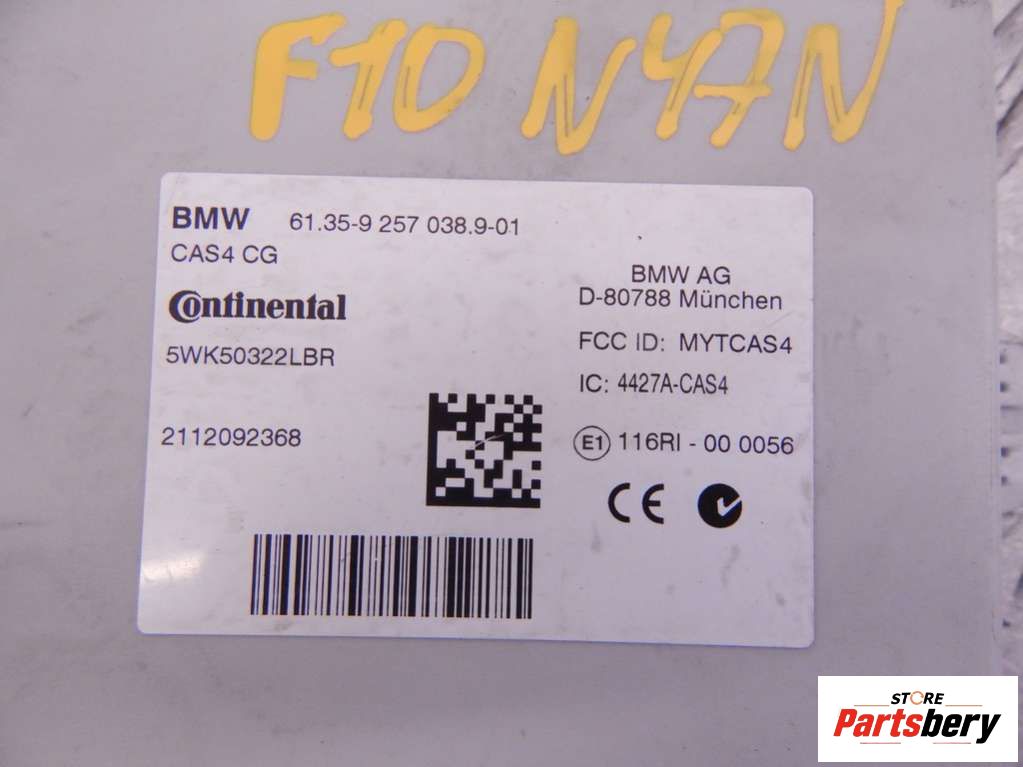 F10 N47N
BMW 61.35-9 257 038.9-01
CAS4 CG
Continental
5WK50322LBR
2112092368
BMW AG
D-80788 München
FCC ID: MYTCAS4
IC: 4427A-CAS4
E1 116RI - 00 0056
CE
STORE
Partsbery